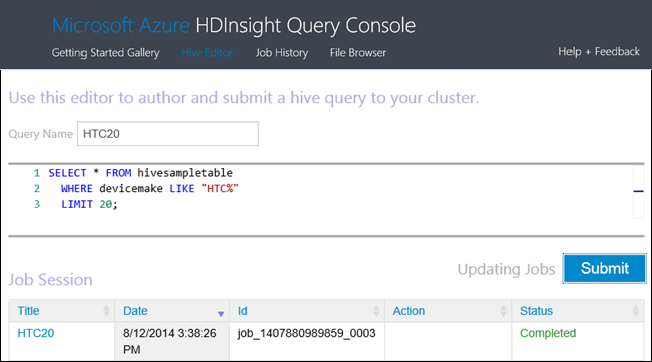 Microsoft Azure HDInsight Query Console
Getting Started Gallery Hive Editor Job History File Browser Help + Feedback
Use this editor to author and submit a hive query to your cluster.
Query Name HTC20
1 SELECT * FROM hivesampletable
2 WHERE devicemake LIKE "HTC%"
3 LIMIT 20;
Updating Jobs Submit
Job Session
Title Date Id Action Status
HTC20 8/12/2014 3:38:26 job_1407880989859_0003 Completed
PM